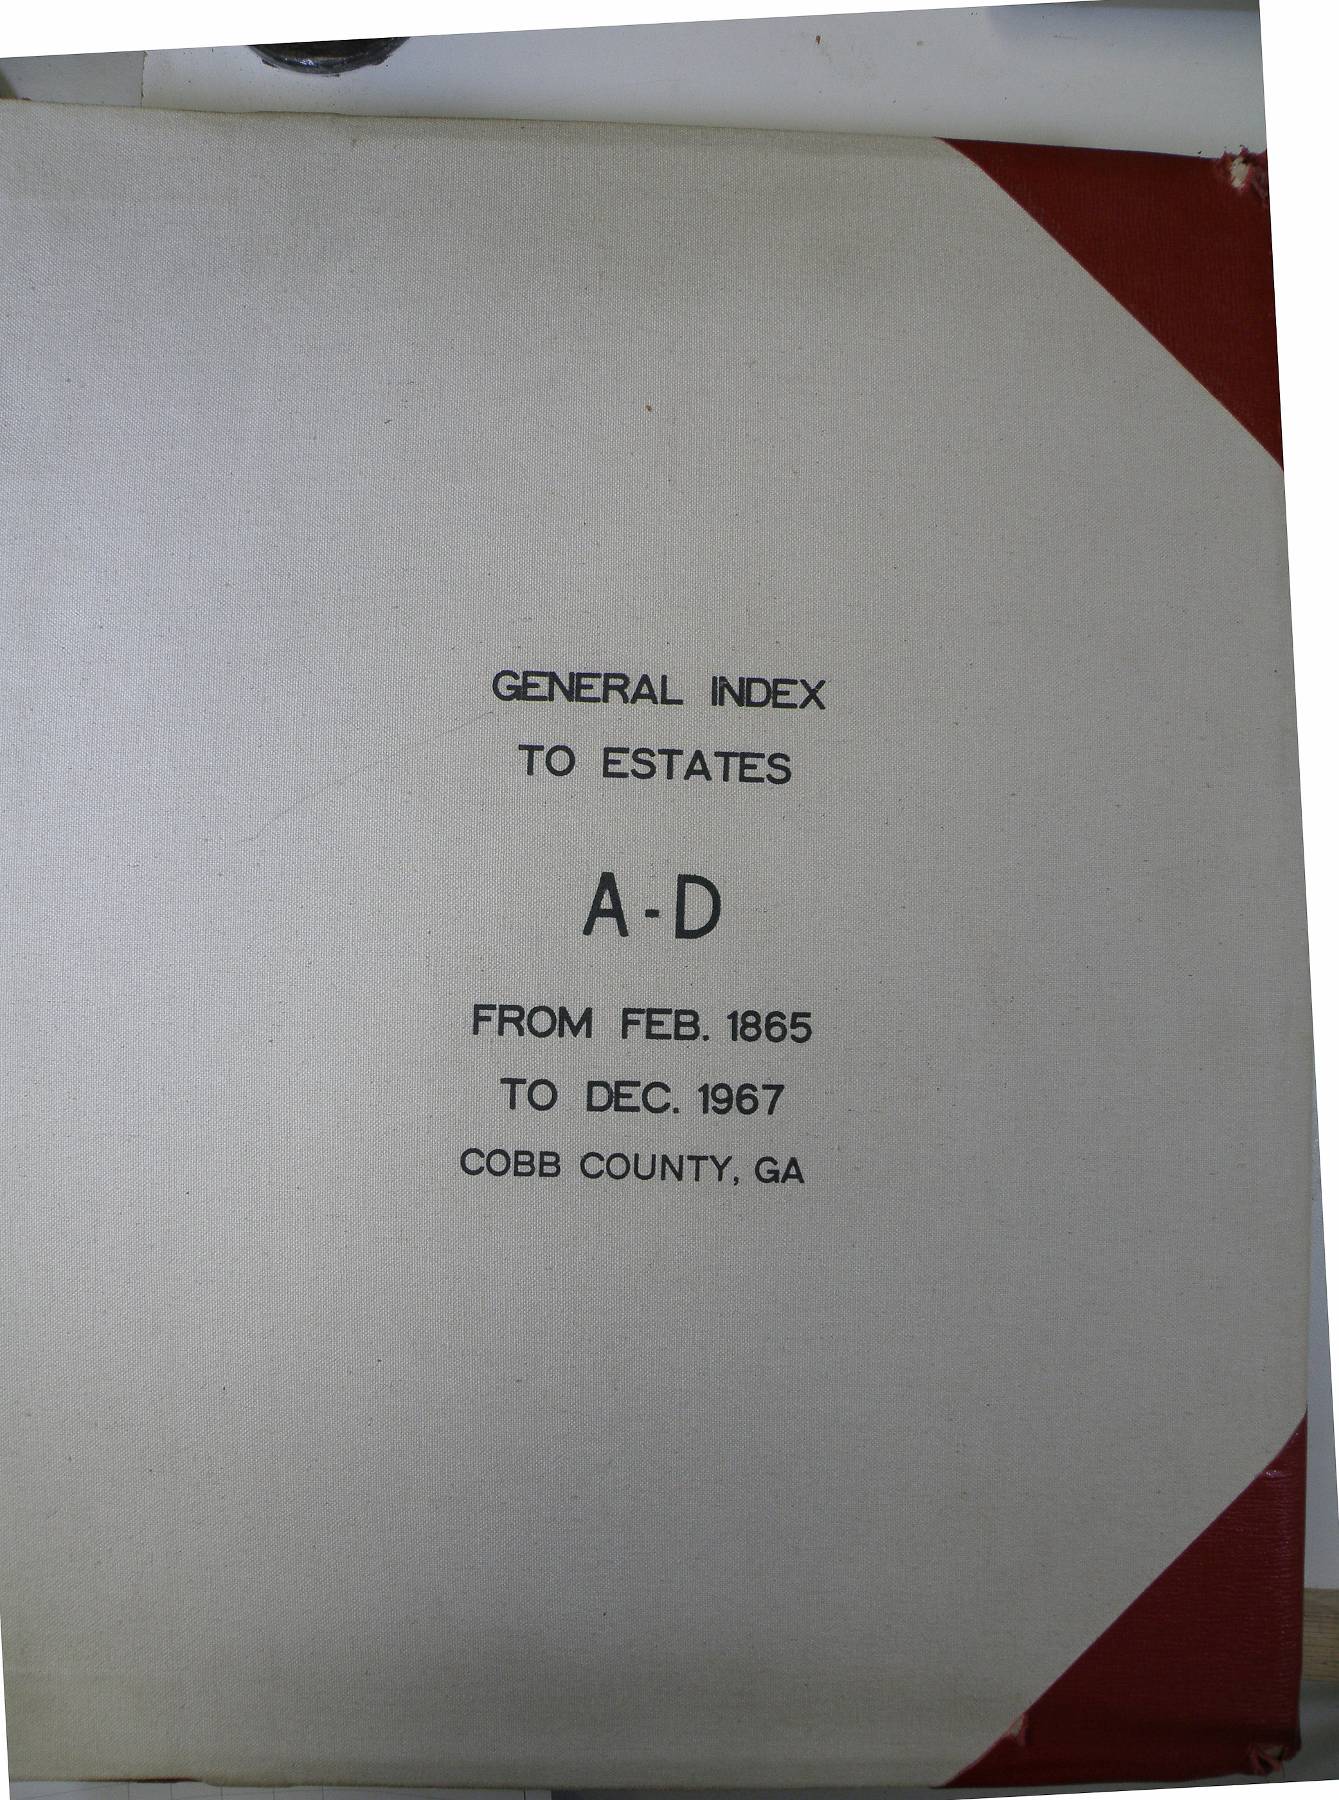 GENERAL INDEX
TO ESTATES
A-D
FROM FEB. 1865
TO DEC. 1967
COBB COUNTY, GA